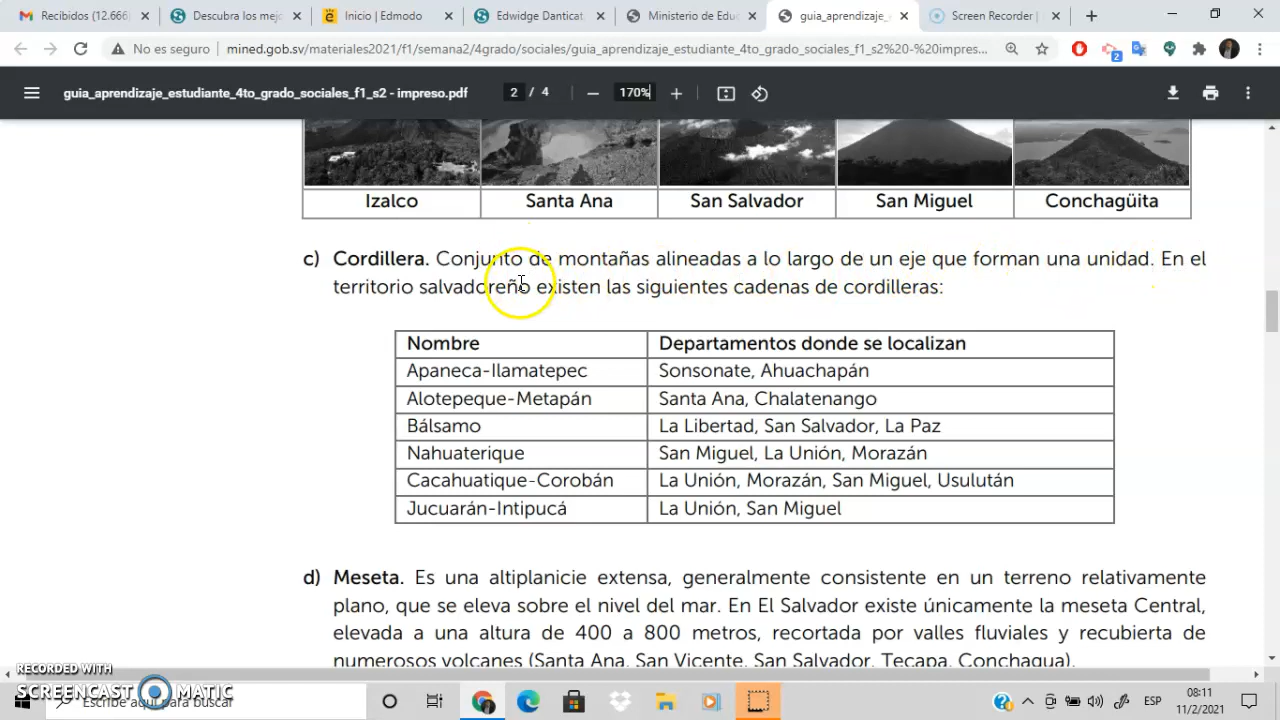 Recibidos (12.666)
Descubra los mejo
Inicio | Edmodo
Edwidge Danticat,
Ministerio de Educ
guia_aprendizaje_
Screen Recorder |
No es seguro | mined.gob.sv/materiales2021/f1/semana2/4grado/sociales/guia_aprendizaje_estudiante_4to_grado_sociales_f1_s2%20-%20impres...
2
guia_aprendizaje_estudiante_4to_grado_sociales_f1_s2 - impreso.pdf
2 / 4
170%
Izalco Santa Ana San Salvador San Miguel Conchagüita
c) Cordillera. Conjunto de montañas alineadas a lo largo de un eje que forman una unidad. En el
territorio salvadoreño existen las siguientes cadenas de cordilleras:
Nombre Departamentos donde se localizan
Apaneca-Ilamatepec Sonsonate, Ahuachapán
Alotepeque-Metapán Santa Ana, Chalatenango
Bálsamo La Libertad, San Salvador, La Paz
Nahuaterique San Miguel, La Unión, Morazán
Cacahuatique-Corobán La Unión, Morazán, San Miguel, Usulután
Jucuarán-Intipucá La Unión, San Miguel
d) Meseta. Es una altiplanicie extensa, generalmente consistente en un terreno relativamente
plano, que se eleva sobre el nivel del mar. En El Salvador existe únicamente la meseta Central,
elevada a una altura de 400 a 800 metros, recortada por valles fluviales y recubierta de
numerosos volcanes (Santa Ana, San Vicente, San Salvador, Tecapa, Conchagua).
RECORDED WITH
SCREENCAST MATIC
Escribe aquí para buscar
2
ESP
08:11
11/2/2021